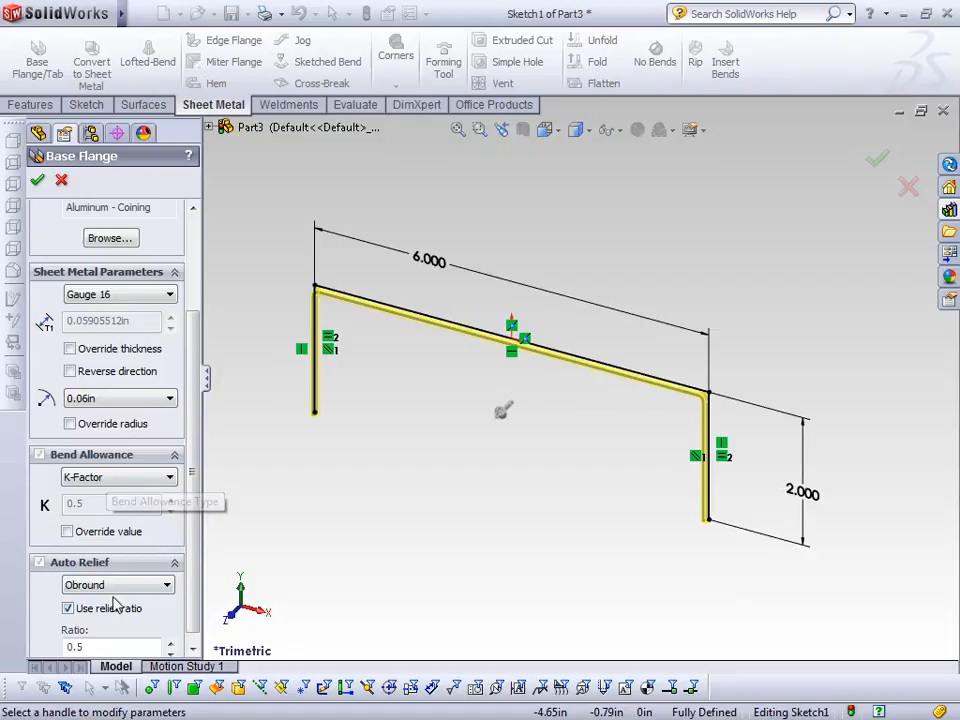 SolidWorks
Sketch1 of Part3 *
Search SolidWorks Help
Base Flange/Tab
Convert to Sheet Metal
Lofted-Bend
Edge Flange
Miter Flange
Hem
Jog
Sketched Bend
Cross-Break
Corners
Forming Tool
Extruded Cut
Simple Hole
Vent
Unfold
Fold
Flatten
No Bends
Rip
Insert Bends
Features
Sketch
Surfaces
Sheet Metal
Weldments
Evaluate
DimXpert
Office Products
Part3 (Default<<Default>_...
Base Flange
?
Aluminum - Coining
Browse...
Sheet Metal Parameters
Gauge 16
T1
0.05905512in
Override thickness
Reverse direction
0.06in
Override radius
Bend Allowance
K-Factor
Bend Allowance Type
K
0.5
Override value
Auto Relief
Obround
Use relief ratio
Ratio:
0.5
6.000
2
1
1
2
2.000
Y
X
Z
*Trimetric
Model
Motion Study 1
Select a handle to modify parameters
-4.65in
-0.79in
0in
Fully Defined
Editing Sketch1
?